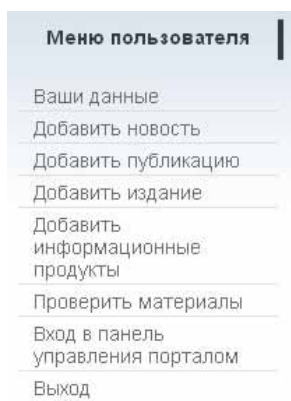 Меню пользователя
Ваши данные
Добавить новость
Добавить публикацию
Добавить издание
Добавить
информационные
продукты
Проверить материалы
Вход в панель
управления порталом
Выход